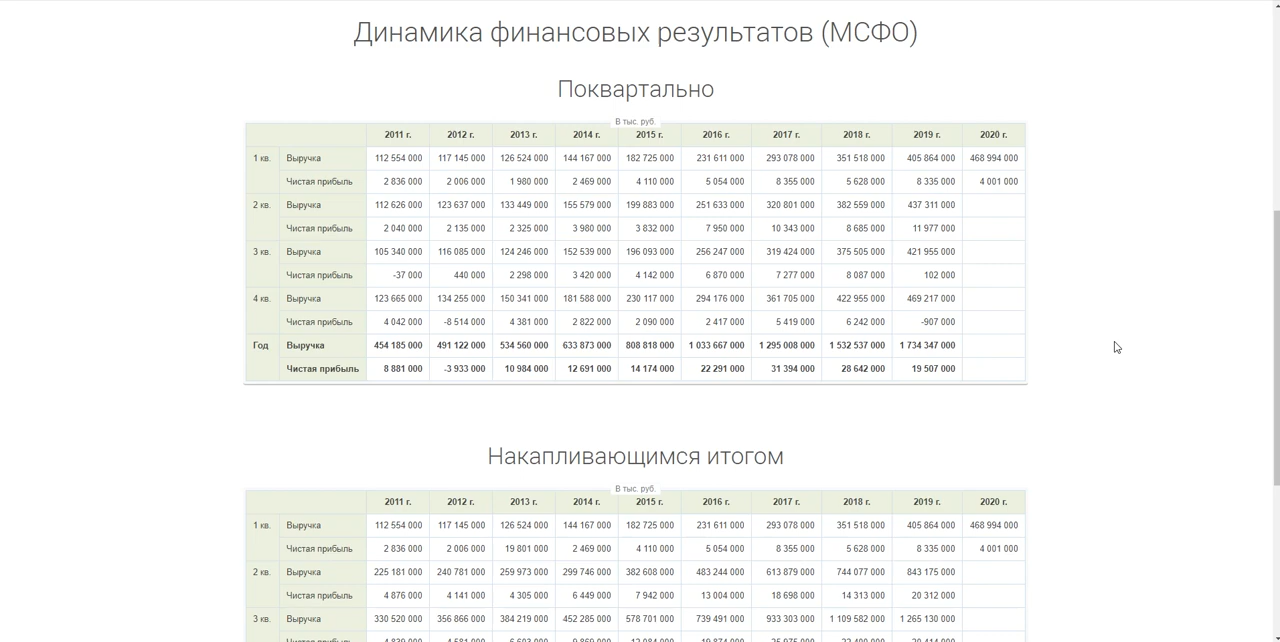 Динамика финансовых результатов (МСФО)
Поквартально
В тыс. руб.
2011 г. 2012 г. 2013 г. 2014 г. 2015 г. 2016 г. 2017 г. 2018 г. 2019 г. 2020 г.
1 кв. Выручка 112 554 000 117 145 000 126 524 000 144 167 000 182 725 000 231 611 000 293 078 000 351 518 000 405 864 000 468 994 000
Чистая прибыль 2 836 000 2 006 000 1 980 000 2 469 000 4 110 000 5 054 000 8 355 000 5 628 000 8 335 000 4 001 000
2 кв. Выручка 112 626 000 123 637 000 133 449 000 155 579 000 199 883 000 251 633 000 320 801 000 382 559 000 437 311 000
Чистая прибыль 2 040 000 2 135 000 2 325 000 3 980 000 3 832 000 7 950 000 10 343 000 8 685 000 11 977 000
3 кв. Выручка 105 340 000 116 085 000 124 246 000 152 539 000 196 093 000 256 247 000 319 424 000 375 505 000 421 955 000
Чистая прибыль -37 000 440 000 2 298 000 3 420 000 4 142 000 6 870 000 7 277 000 8 087 000 102 000
4 кв. Выручка 123 665 000 134 255 000 150 341 000 181 588 000 230 117 000 294 176 000 361 705 000 422 955 000 469 217 000
Чистая прибыль 4 042 000 -8 514 000 4 381 000 2 822 000 2 090 000 2 417 000 5 419 000 6 242 000 -907 000
Год Выручка 454 185 000 491 122 000 534 560 000 633 873 000 808 818 000 1 033 667 000 1 295 008 000 1 532 537 000 1 734 347 000
Чистая прибыль 8 881 000 -3 933 000 10 984 000 12 691 000 14 174 000 22 291 000 31 394 000 28 642 000 19 507 000
Накапливающимся итогом
В тыс. руб.
2011 г. 2012 г. 2013 г. 2014 г. 2015 г. 2016 г. 2017 г. 2018 г. 2019 г. 2020 г.
1 кв. Выручка 112 554 000 117 145 000 126 524 000 144 167 000 182 725 000 231 611 000 293 078 000 351 518 000 405 864 000 468 994 000
Чистая прибыль 2 836 000 2 006 000 19 801 000 2 469 000 4 110 000 5 054 000 8 355 000 5 628 000 8 335 000 4 001 000
2 кв. Выручка 225 181 000 240 781 000 259 973 000 299 746 000 382 608 000 483 244 000 613 879 000 744 077 000 843 175 000
Чистая прибыль 4 876 000 4 141 000 4 305 000 6 449 000 7 942 000 13 004 000 18 698 000 14 313 000 20 312 000
3 кв. Выручка 330 520 000 356 866 000 384 219 000 452 285 000 578 701 000 739 491 000 933 303 000 1 109 582 000 1 265 130 000
Чистая прибыль